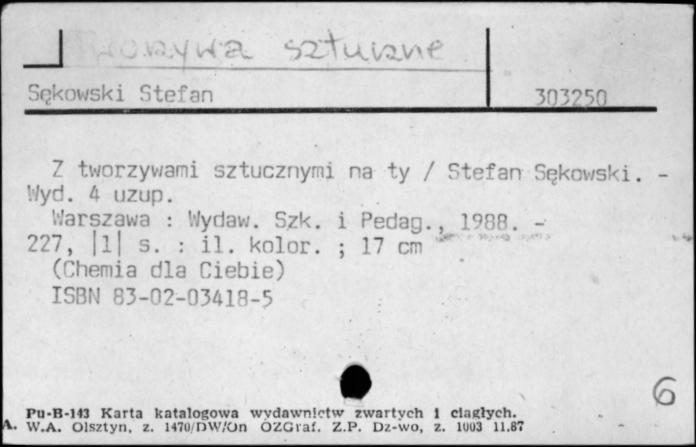 Tworzywa sztuczne
Sękowski Stefan 303250
Z tworzywami sztucznymi na ty / Stefan Sękowski. -
Wyd. 4 uzup.
Warszawa : Wydaw. Szk. i Pedag., 1988. -
227, |1| s. : il. kolor. ; 17 cm
(Chemia dla Ciebie)
ISBN 83-02-03418-5
6
Pu-B-143 Karta katalogowa wydawnictw zwartych i ciągłych.
A. W.A. Olsztyn, z. 1470/DW/On OZGraf. Z.P. Dz-wo, z. 1003 11.87